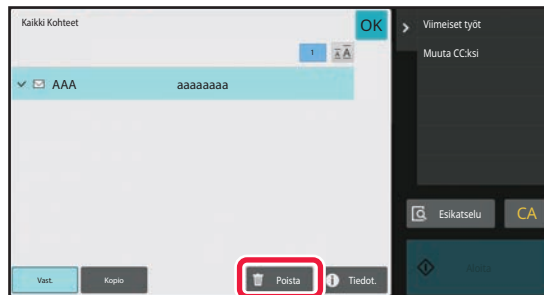 Kaikki Kohteet
OK
1
AAA aaaaaaaa
Vast.
Kopio
Poista
Tiedot.
Viimeiset työt
Muuta CC:ksi
Esikatselu
CA